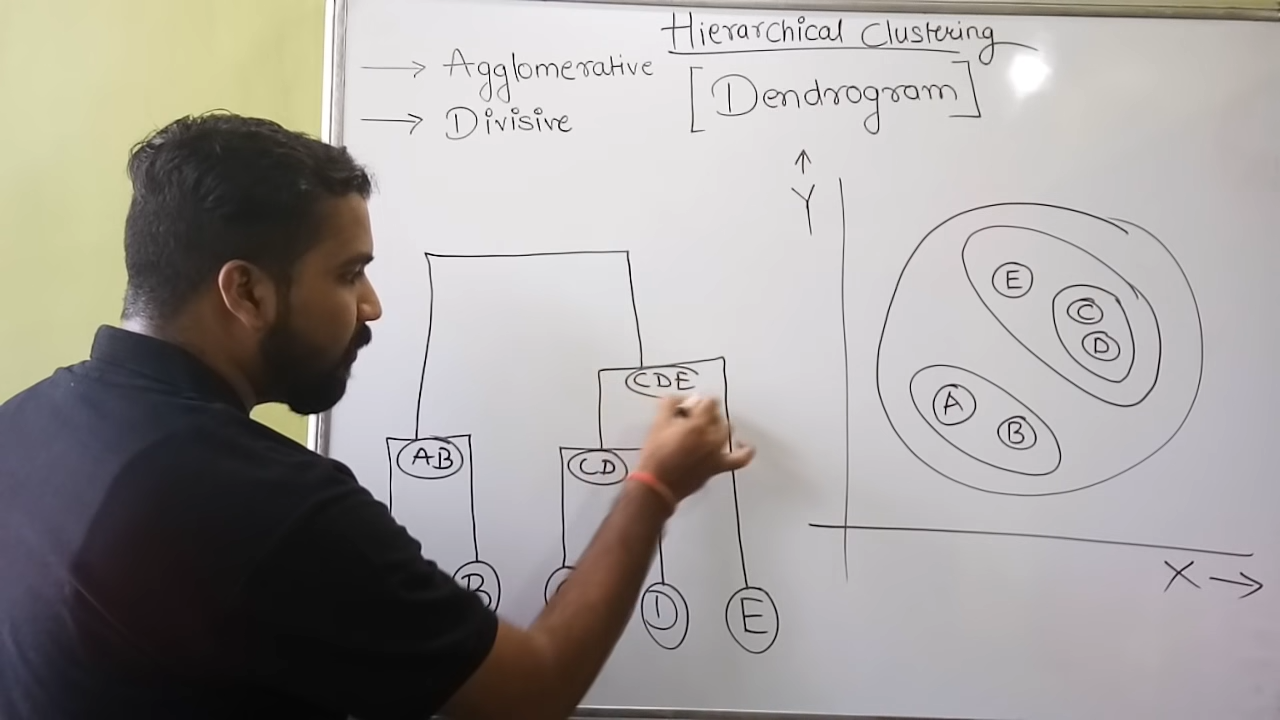 Hierarchical Clustering
→ Agglomerative
[Dendrogram]
→ Divisive
Y
E
C
D
A
B
CDE
AB
CD
B
D
E
X →